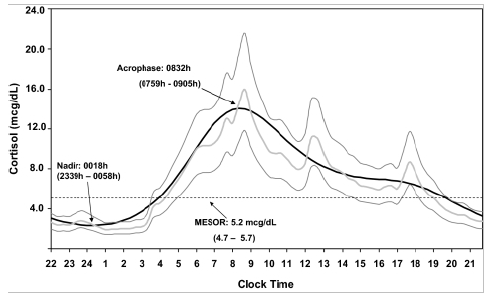 24.0
20.0
16.0
12.0
8.0
4.0
Cortisol (mcg/dL)
Acrophase: 0832h
(0759h - 0905h)
Nadir: 0018h
(2339h – 0058h)
MESOR: 5.2 mcg/dL
(4.7 – 5.7)
22 23 24 1 2 3 4 5 6 7 8 9 10 11 12 13 14 15 16 17 18 19 20 21
Clock Time